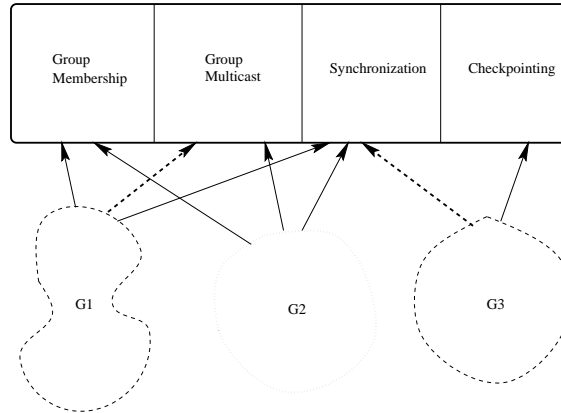 Group
Membership
Group
Multicast
Synchronization
Checkpointing
G1
G2
G3